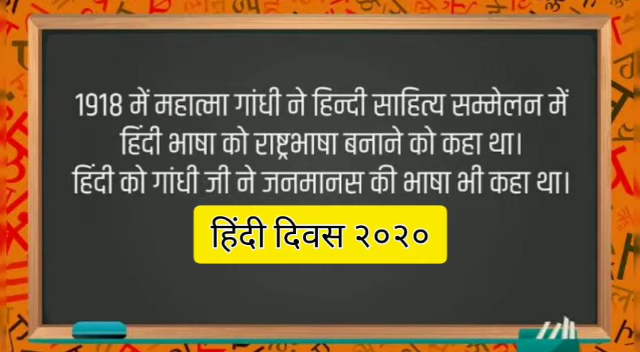 1918 में महात्मा गांधी ने हिन्दी साहित्य सम्मेलन में
हिंदी भाषा को राष्ट्रभाषा बनाने को कहा था।
हिंदी को गांधी जी ने जनमानस की भाषा भी कहा था।
हिंदी दिवस २०२०